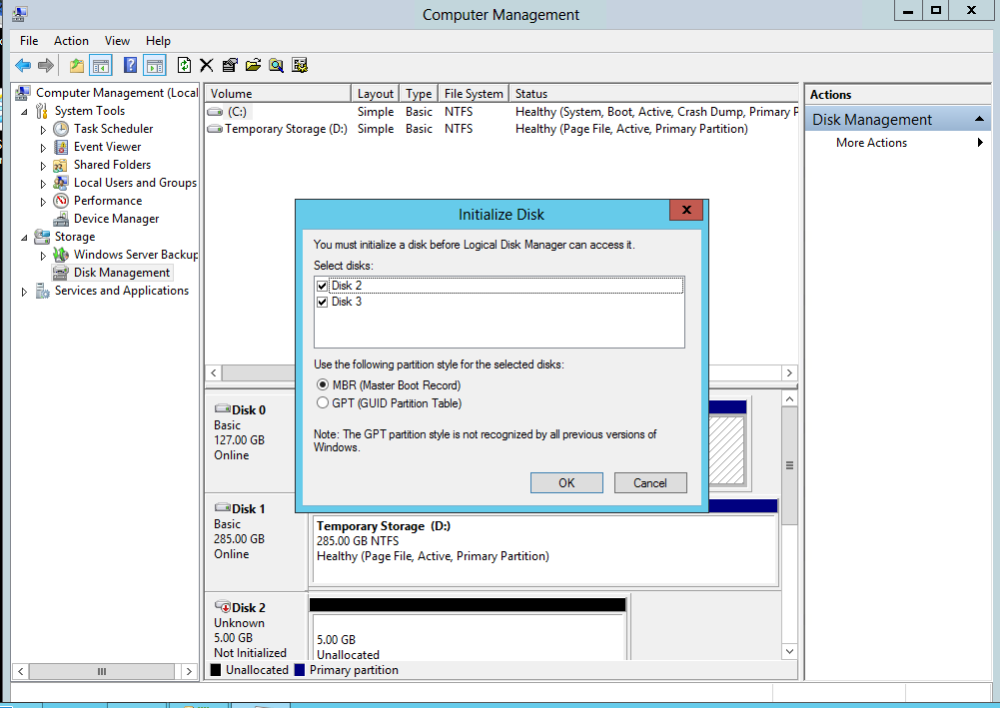 Computer Management
File Action View Help
Computer Management (Local
System Tools
Task Scheduler
Event Viewer
Shared Folders
Local Users and Groups
Performance
Device Manager
Storage
Windows Server Backup
Disk Management
Services and Applications
Volume Layout Type File System Status
(C:) Simple Basic NTFS Healthy (System, Boot, Active, Crash Dump, Primary P
Temporary Storage (D:) Simple Basic NTFS Healthy (Page File, Active, Primary Partition)
Actions
Disk Management
More Actions
Initialize Disk
You must initialize a disk before Logical Disk Manager can access it.
Select disks:
Disk 2
Disk 3
Use the following partition style for the selected disks:
MBR (Master Boot Record)
GPT (GUID Partition Table)
Note: The GPT partition style is not recognized by all previous versions of
Windows.
OK Cancel
Disk 0
Basic
127.00 GB
Online
Disk 1
Basic
285.00 GB
Online
Temporary Storage (D:)
285.00 GB NTFS
Healthy (Page File, Active, Primary Partition)
Disk 2
Unknown
5.00 GB
Not Initialized
5.00 GB
Unallocated
Unallocated Primary partition